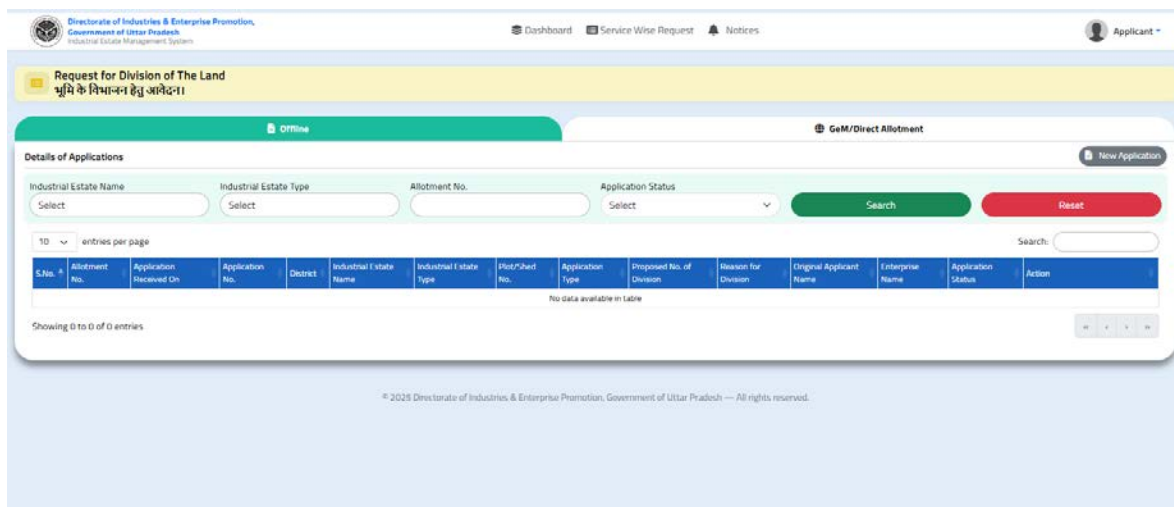 Directorate of Industries & Enterprise Promotion,
Government of Uttar Pradesh
Industrial Estate Management System
Dashboard
Service Wise Request
Notices
Applicant
Request for Division of The Land
भूमि के विभाजन हेतु आवेदन।
Offline
GeM/Direct Allotment
Details of Applications
New Application
Industrial Estate Name
Industrial Estate Type
Allotment No.
Application Status
Select
Select
Select
Search
Reset
10 entries per page
Search:
S.No.
Allotment No.
Application Received On
Application No.
District
Industrial Estate Name
Industrial Estate Type
Plot/Shed No.
Application Type
Proposed No. of Division
Reason for Division
Original Applicant Name
Enterprise Name
Application Status
Action
No data available in table
Showing 0 to 0 of 0 entries
« ‹ › »
© 2025 Directorate of Industries & Enterprise Promotion, Government of Uttar Pradesh — All rights reserved.